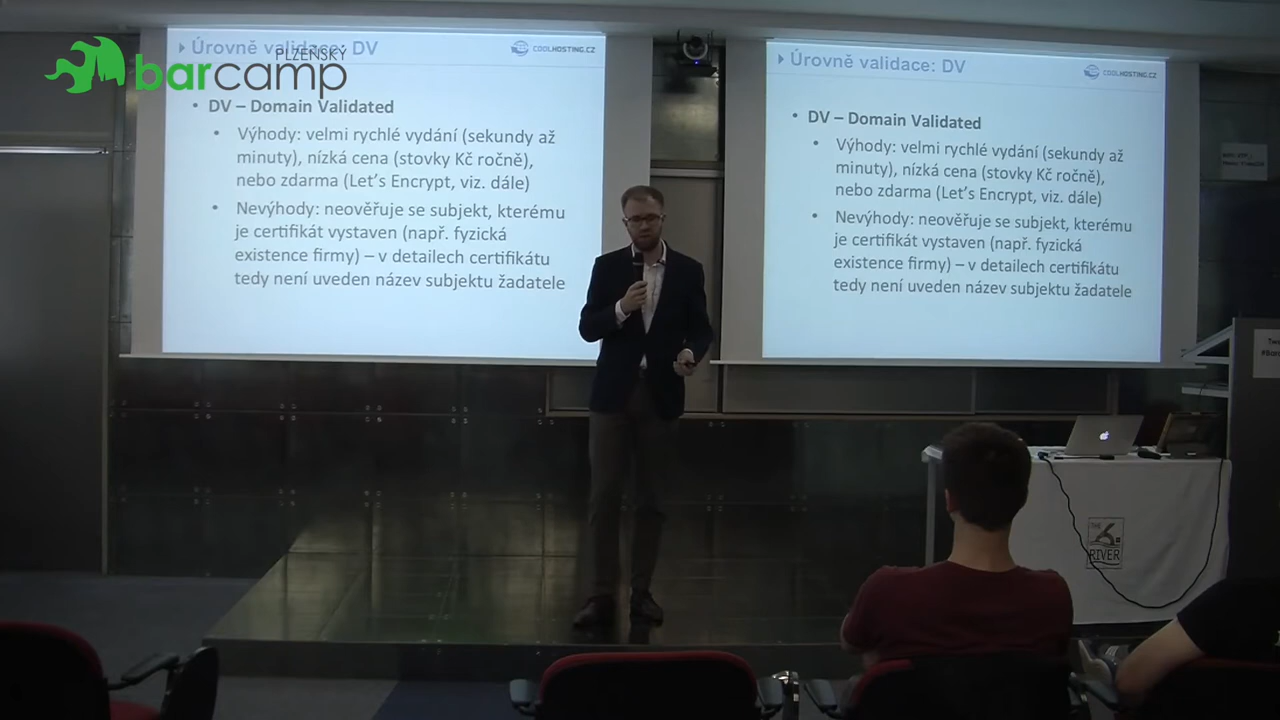 PLZEŇSKÝ
barcamp
Úrovně validace: DV
COOLHOSTING.CZ
• DV – Domain Validated
• Výhody: velmi rychlé vydání (sekundy až
minuty), nízká cena (stovky Kč ročně),
nebo zdarma (Let's Encrypt, viz. dále)
• Nevýhody: neověřuje se subjekt, kterému
je certifikát vystaven (např. fyzická
existence firmy) – v detailech certifikátu
tedy není uveden název subjektu žadatele
Úrovně validace: DV
COOLHOSTING.CZ
• DV – Domain Validated
• Výhody: velmi rychlé vydání (sekundy až
minuty), nízká cena (stovky Kč ročně),
nebo zdarma (Let's Encrypt, viz. dále)
• Nevýhody: neověřuje se subjekt, kterému
je certifikát vystaven (např. fyzická
existence firmy) – v detailech certifikátu
tedy není uveden název subjektu žadatele
THE
RIVER